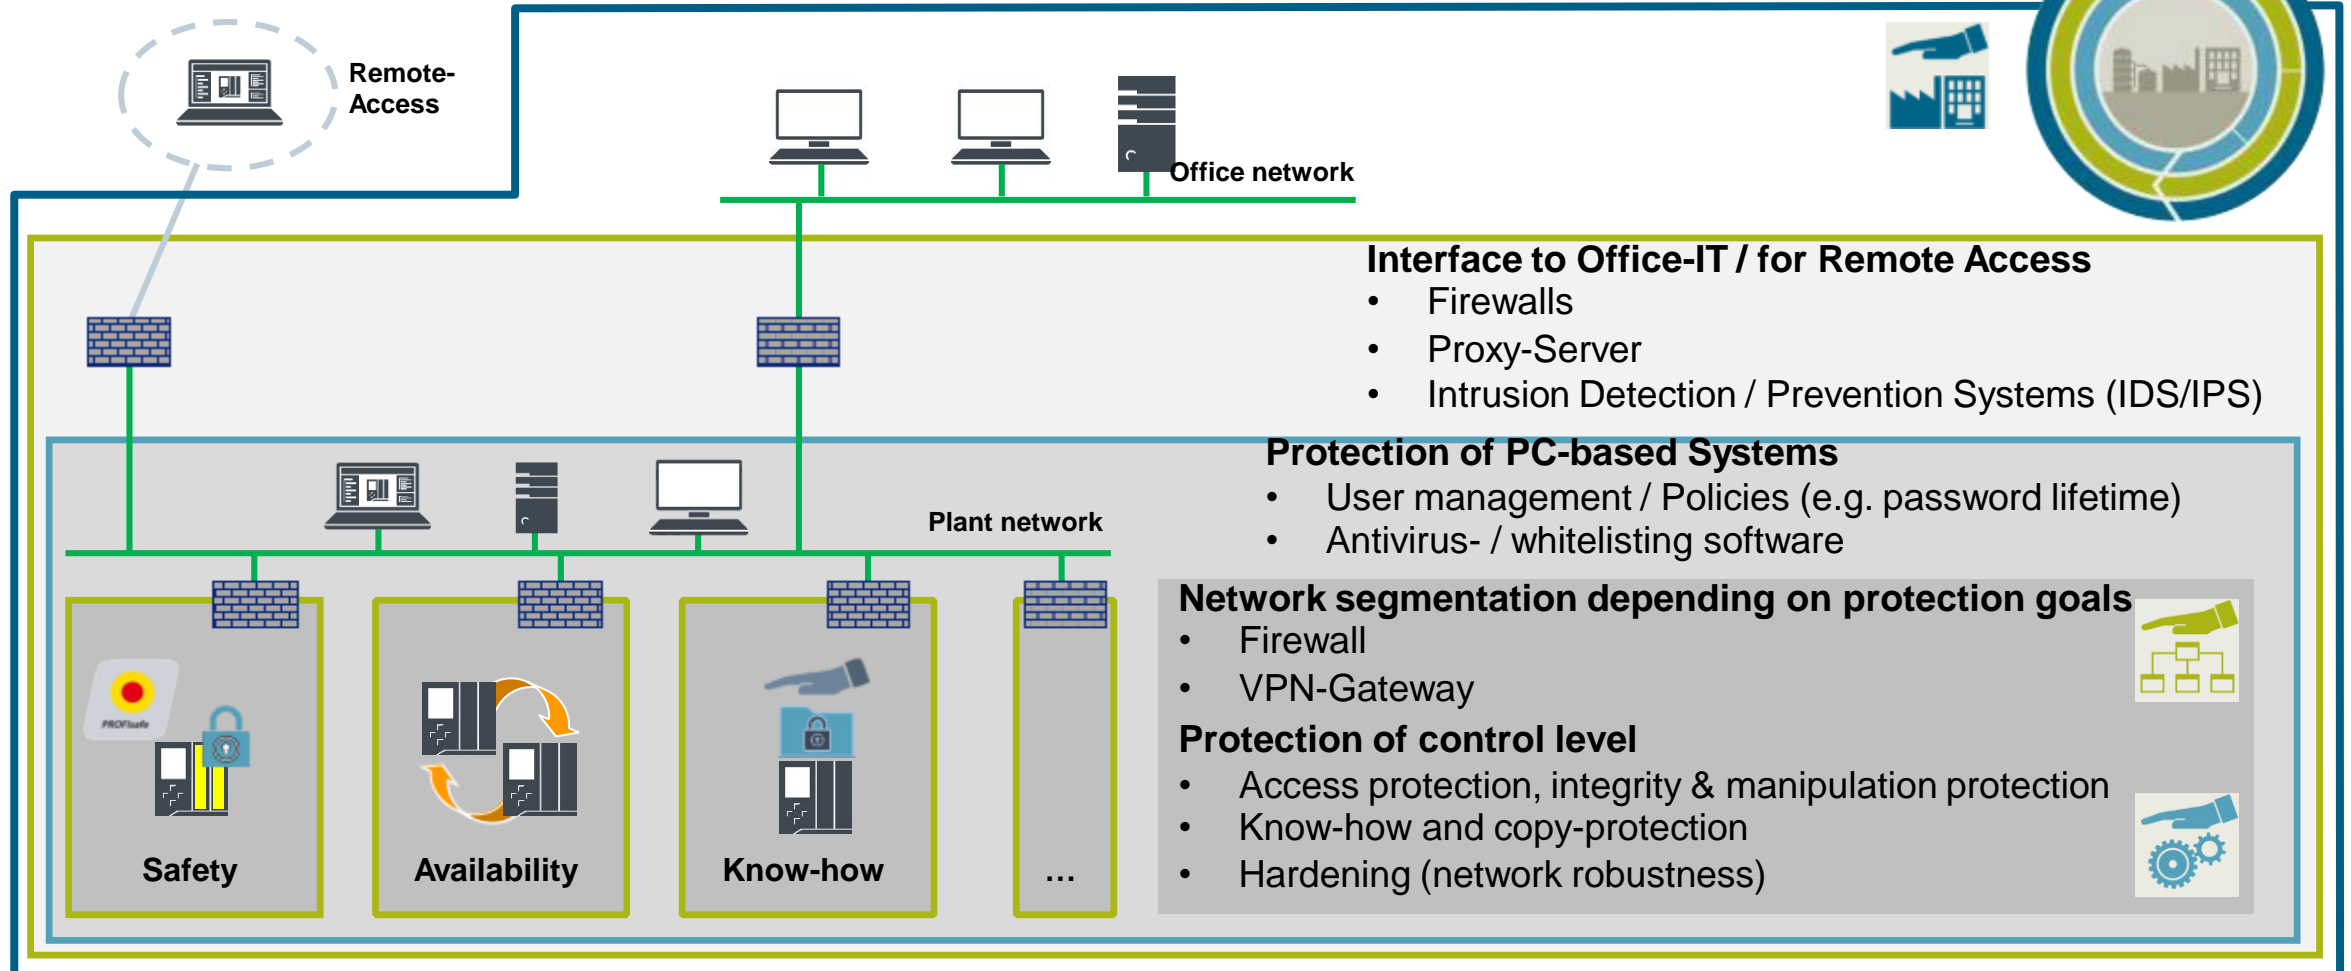 Remote-
Access
Office network
Interface to Office-IT / for Remote Access
• Firewalls
• Proxy-Server
• Intrusion Detection / Prevention Systems (IDS/IPS)
Protection of PC-based Systems
• User management / Policies (e.g. password lifetime)
• Antivirus- / whitelisting software
Plant network
Network segmentation depending on protection goals
• Firewall
• VPN-Gateway
Protection of control level
• Access protection, integrity & manipulation protection
• Know-how and copy-protection
• Hardening (network robustness)
PROFIsafe
Safety
Availability
Know-how
...